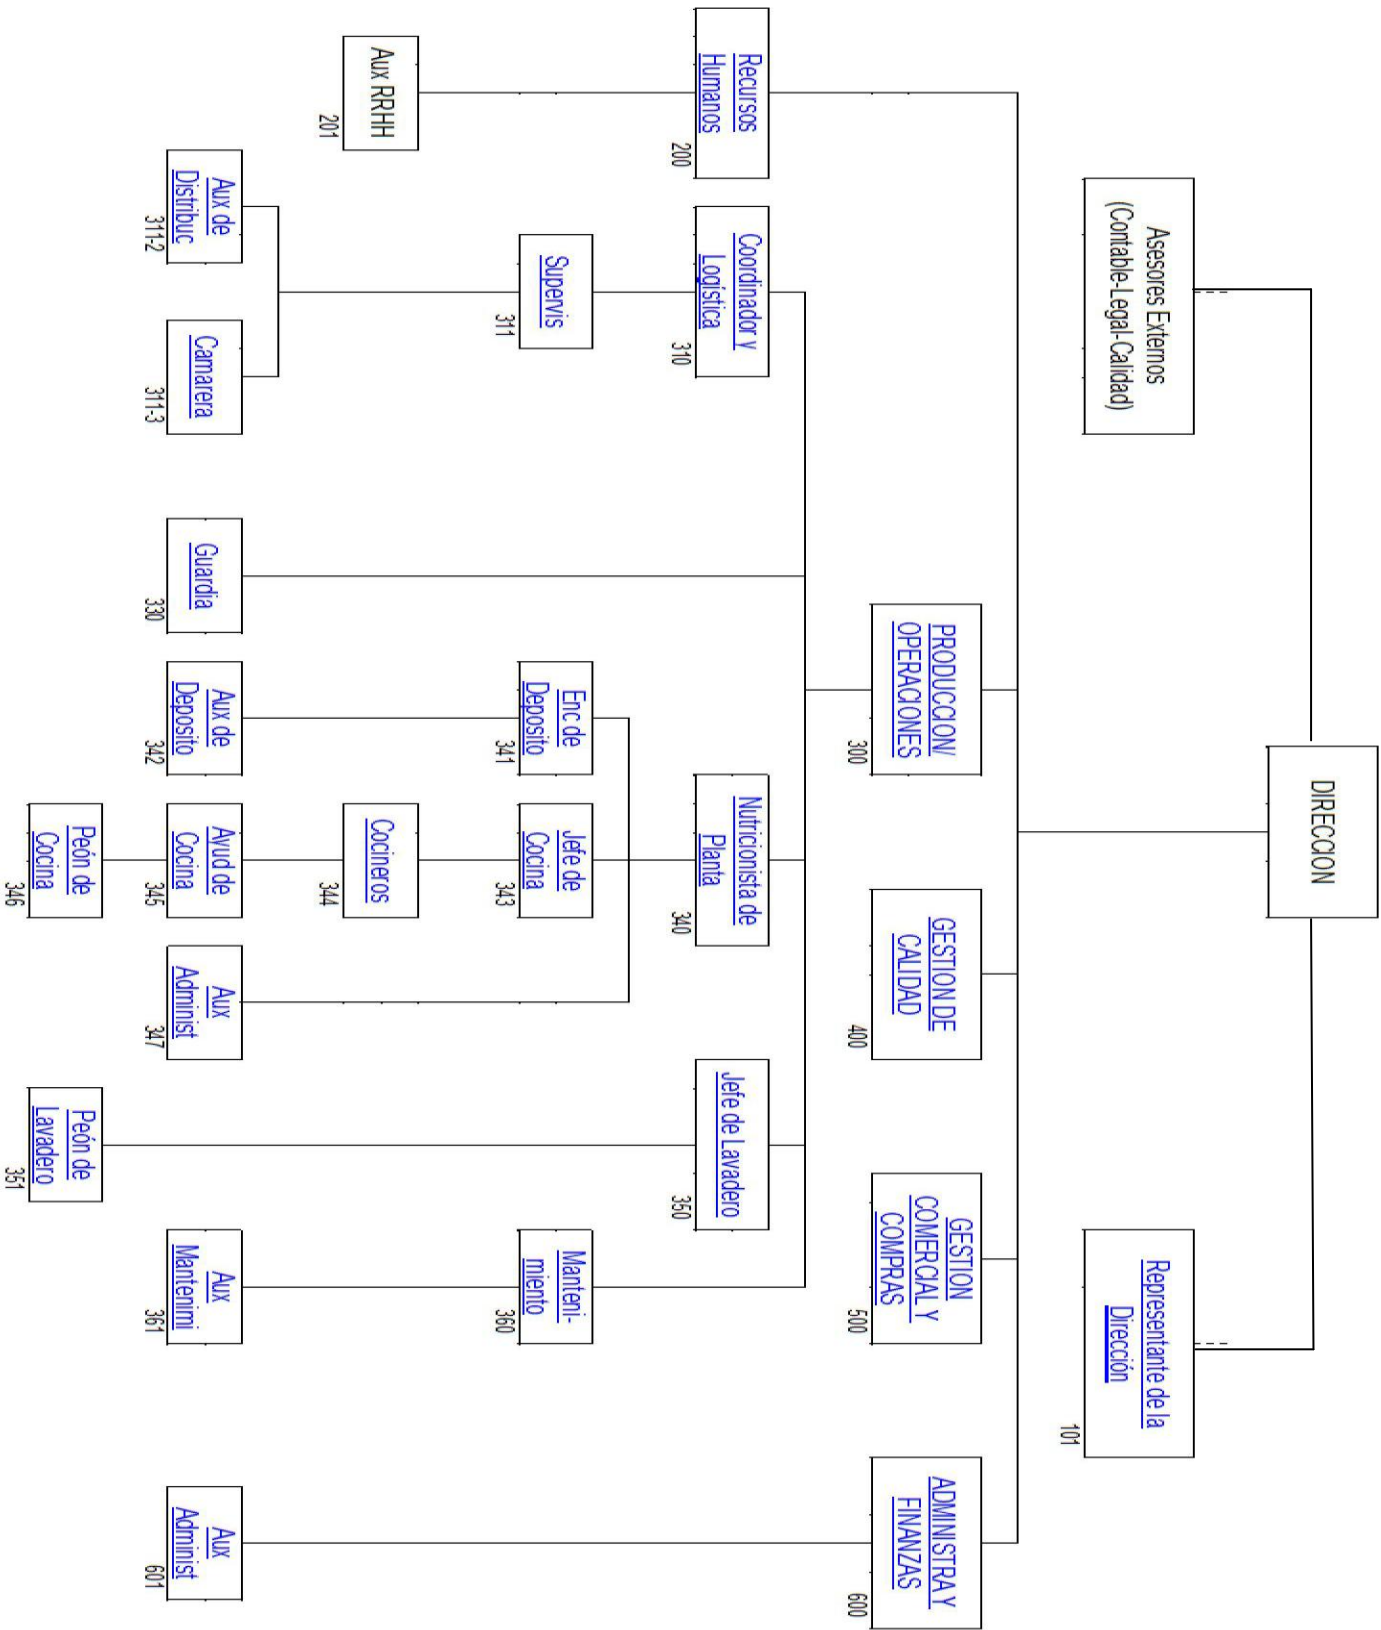 DIRECCION
Asesores Externos
(Contable-Legal-Calidad)
Representante de la
Dirección
101
Recursos
Humanos
200
PRODUCCION/
OPERACIONES
300
GESTION DE
CALIDAD
400
GESTION
COMERCIAL Y
COMPRAS
500
ADMINISTRA Y
FINANZAS
600
Coordinador y
Logística
310
Nutricionista de
Planta
340
Jefe de Lavadero
350
Supervis
311
Enc de
Deposito
341
Jefe de
Cocina
343
Manteni-
miento
360
Aux RRHH
201
Cocineros
344
Aux de
Distribuc
311-2
Camarera
311-3
Guardia
330
Aux de
Deposito
342
Ayud de
Cocina
345
Aux
Administ
347
Aux
Mantenimi
361
Aux
Administ
601
Peón de
Cocina
346
Peón de
Lavadero
351